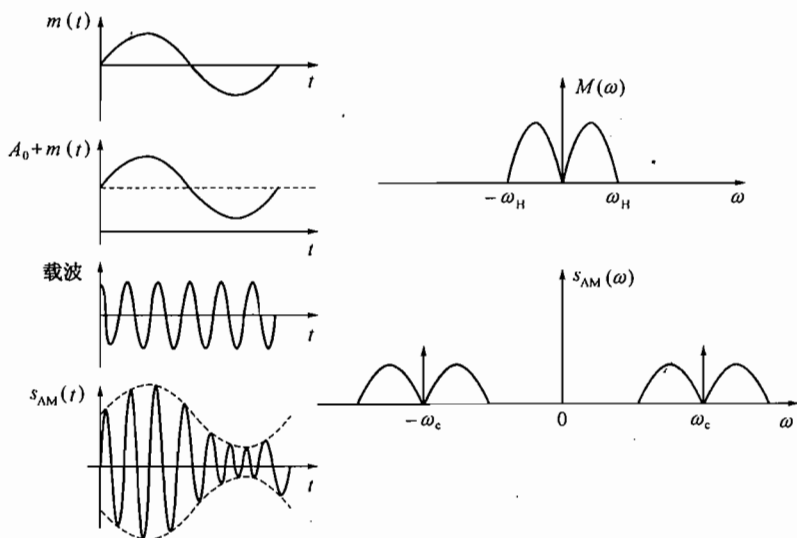 m(t)
t
A₀+m(t)
t
载波
t
s_AM(t)
t
M(ω)
-ω_H
ω_H
ω
s_AM(ω)
-ω_c
0
ω_c
ω